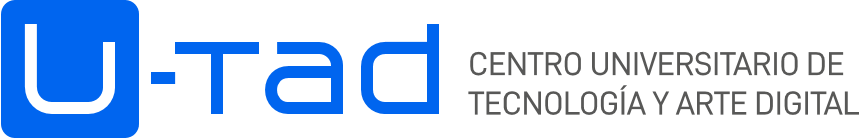 U-tad
CENTRO UNIVERSITARIO DE
TECNOLOGÍA Y ARTE DIGITAL